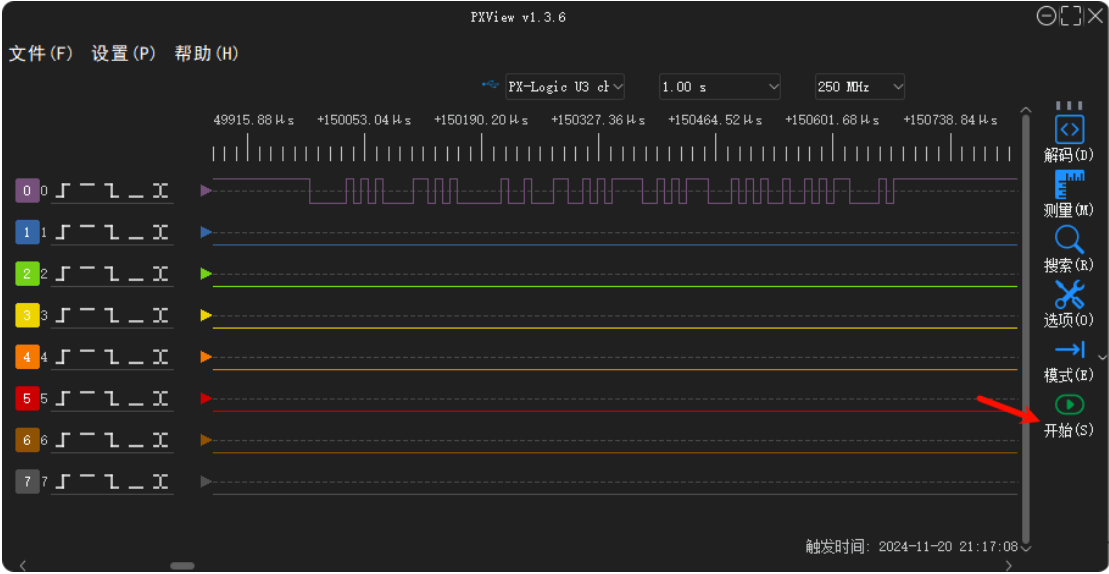 PXView v1.3.6
文件(F) 设置(P) 帮助(H)
PX-Logic U3 ch 1.00 s 250 MHz
49915.88μs +150053.04μs +150190.20μs +150327.36μs +150464.52μs +150601.68μs +150738.84μs
解码(D)
0 0
测量(M)
1 1
2 2
搜索(R)
3 3
选项(O)
4 4
模式(E)
5 5
开始(S)
6 6
7 7
触发时间: 2024-11-20 21:17:08